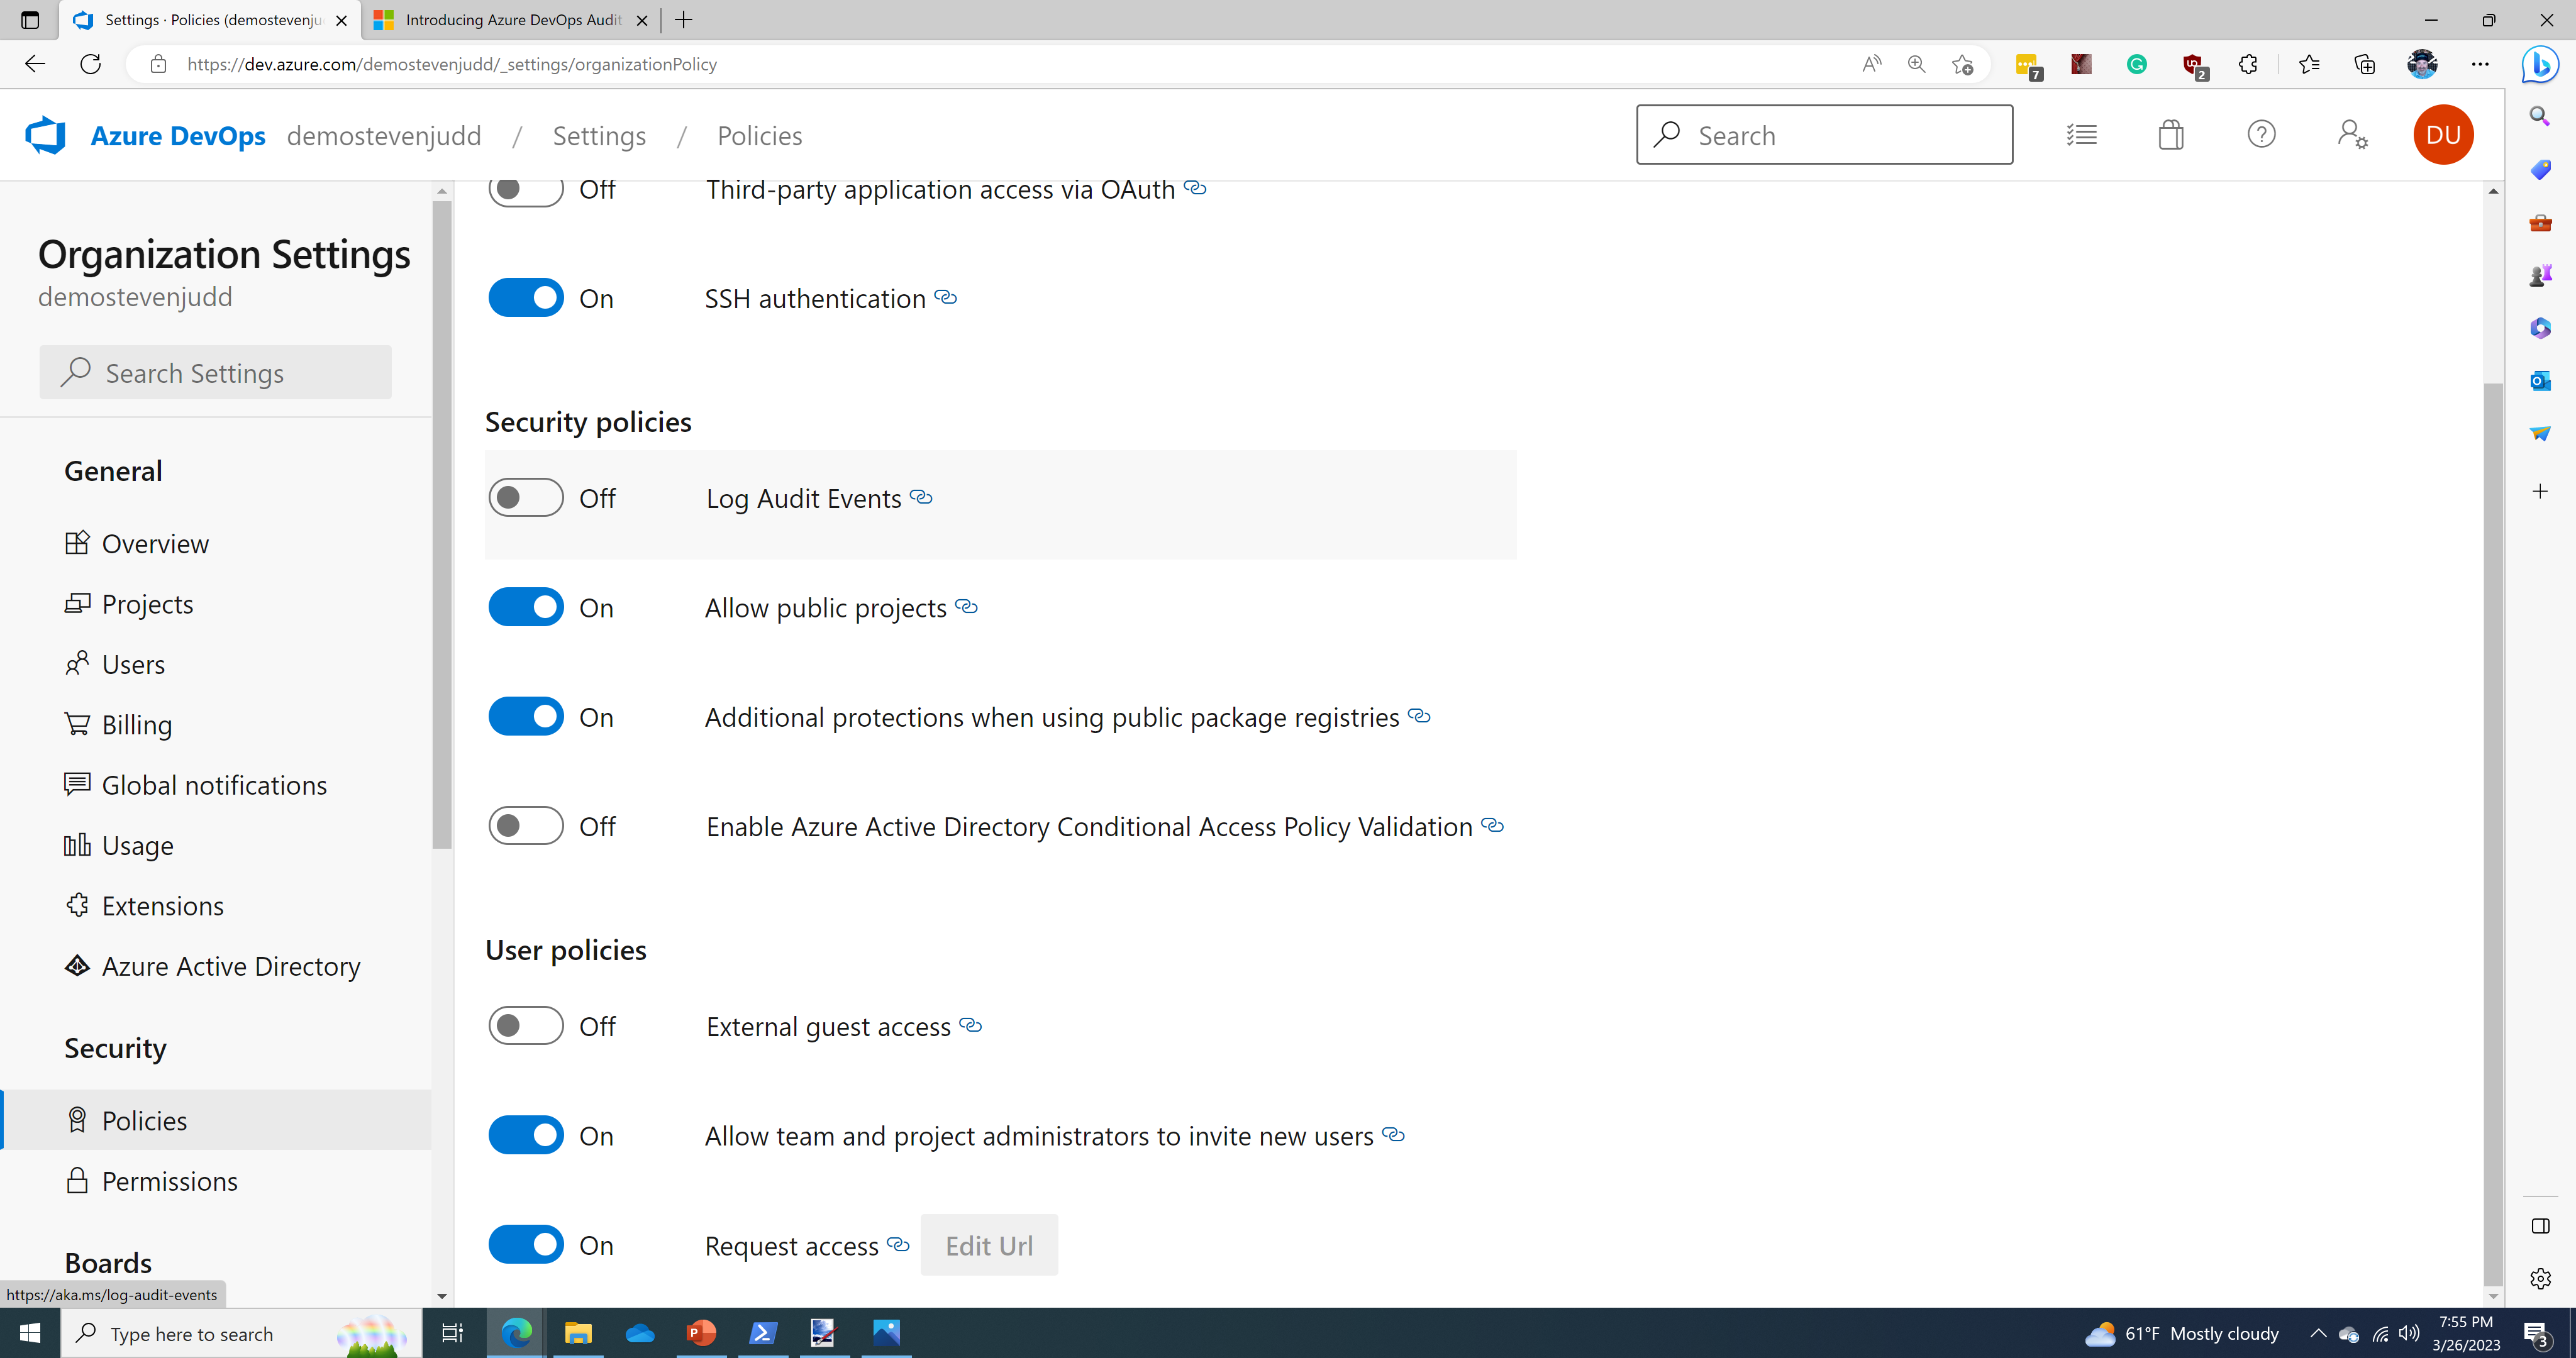 Settings · Policies (demostevenju
Introducing Azure DevOps Audit
https://dev.azure.com/demostevenjudd/_settings/organizationPolicy
7
2
Azure DevOps demostevenjudd / Settings / Policies
Search
DU
Organization Settings
demostevenjudd
Search Settings
General
Overview
Projects
Users
Billing
Global notifications
Usage
Extensions
Azure Active Directory
Security
Policies
Permissions
Boards
https://aka.ms/log-audit-events
Off Third-party application access via OAuth
On SSH authentication
Security policies
Off Log Audit Events
On Allow public projects
On Additional protections when using public package registries
Off Enable Azure Active Directory Conditional Access Policy Validation
User policies
Off External guest access
On Allow team and project administrators to invite new users
On Request access Edit Url
Type here to search
61°F Mostly cloudy
7:55 PM
3/26/2023
3